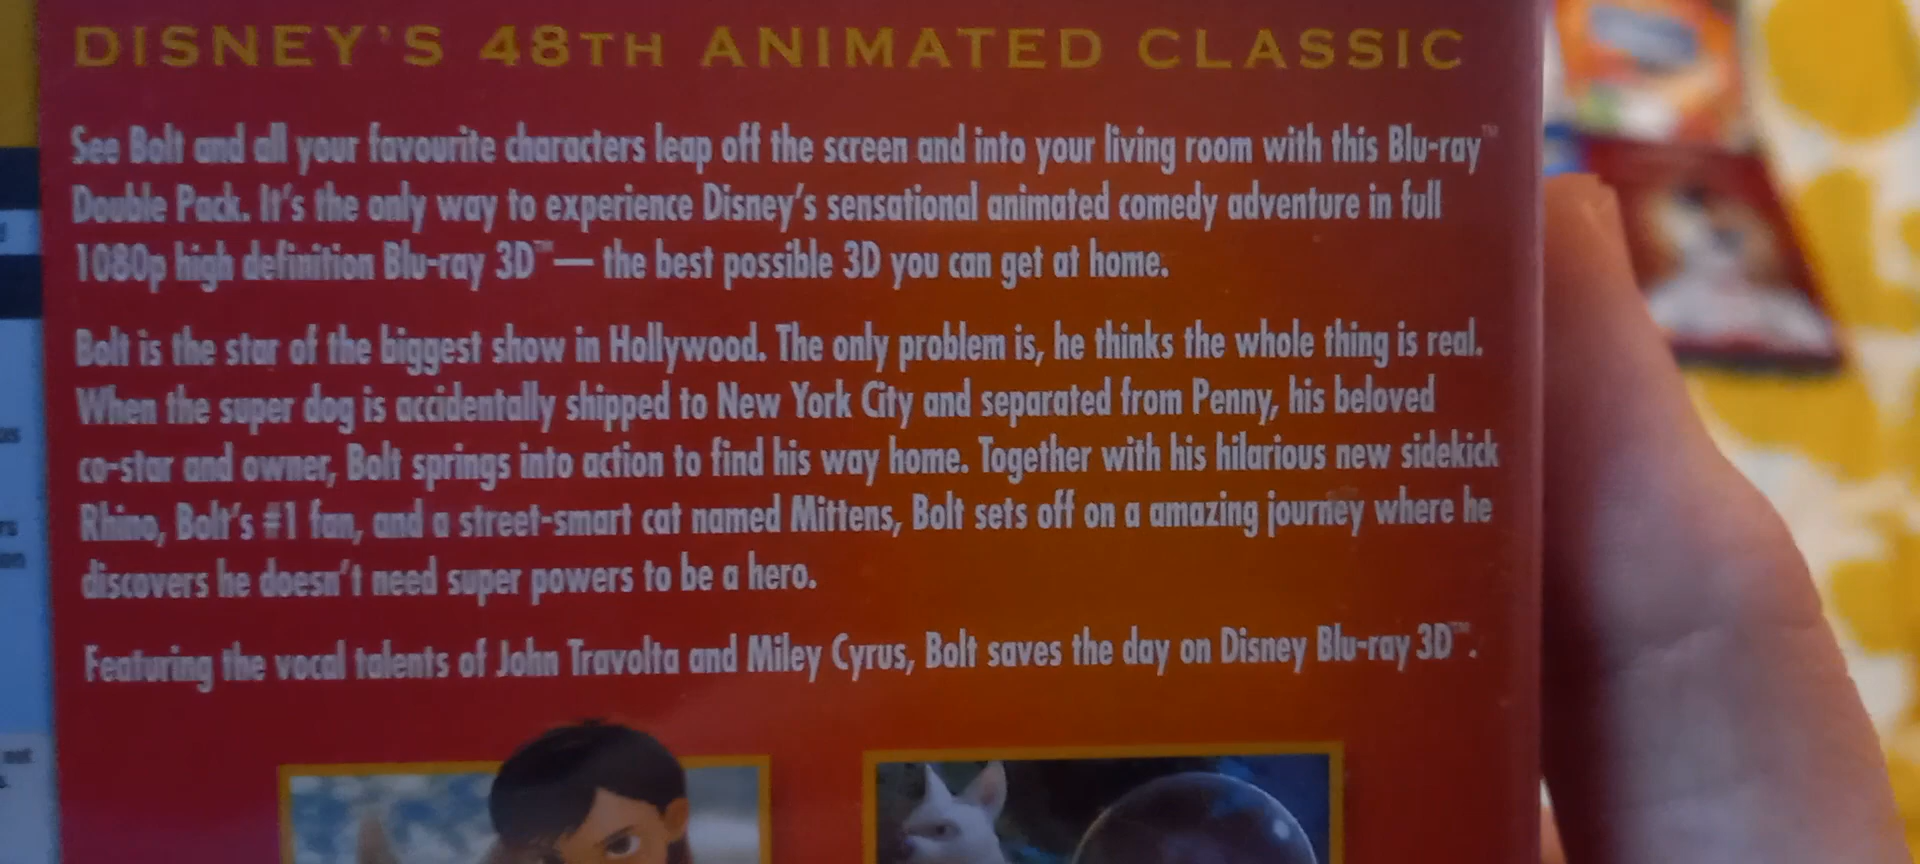 DISNEY'S 48TH ANIMATED CLASSIC
See Bolt and all your favourite characters leap off the screen and into your living room with this Blu-ray™
Double Pack. It's the only way to experience Disney's sensational animated comedy adventure in full
1080p high definition Blu-ray 3D™— the best possible 3D you can get at home.
Bolt is the star of the biggest show in Hollywood. The only problem is, he thinks the whole thing is real.
When the super dog is accidentally shipped to New York City and separated from Penny, his beloved
co-star and owner, Bolt springs into action to find his way home. Together with his hilarious new sidekick
Rhino, Bolt's #1 fan, and a street-smart cat named Mittens, Bolt sets off on a amazing journey where he
discovers he doesn't need super powers to be a hero.
Featuring the vocal talents of John Travolta and Miley Cyrus, Bolt saves the day on Disney Blu-ray 3D™.